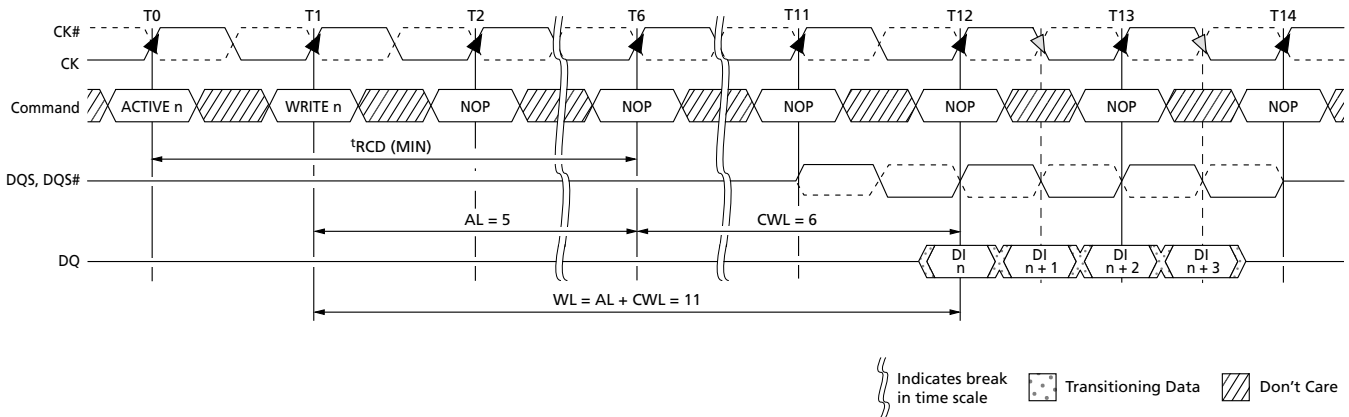 T0 T1 T2 T6 T11 T12 T13 T14
CK#
CK
Command ACTIVE n WRITE n NOP NOP NOP NOP NOP NOP
tRCD (MIN)
DQS, DQS#
AL = 5 CWL = 6
DQ DI n DI n + 1 DI n + 2 DI n + 3
WL = AL + CWL = 11
Indicates break
in time scale
Transitioning Data
Don't Care